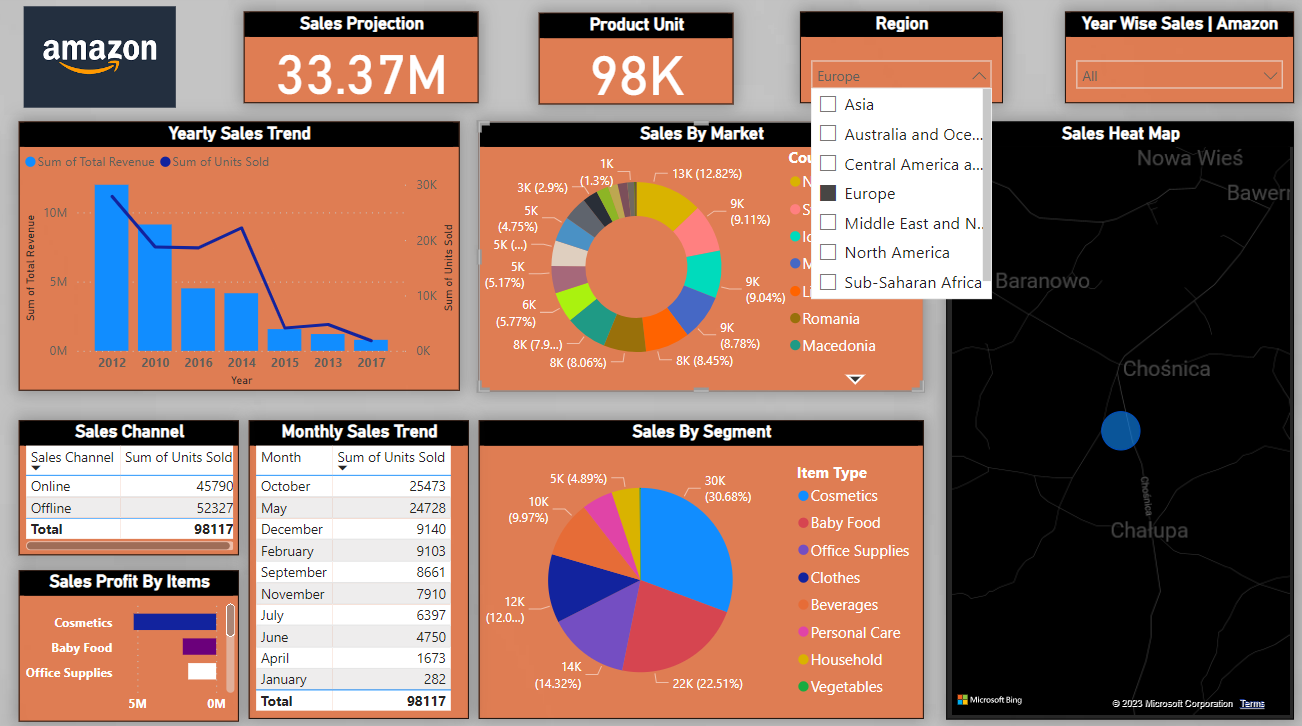 amazon
Sales Projection
33.37M
Product Unit
98K
Region
Europe
Asia
Australia and Oce...
Central America a...
Europe
Middle East and N...
North America
Sub-Saharan Africa
Year Wise Sales | Amazon
All
Yearly Sales Trend
Sum of Total Revenue
Sum of Units Sold
Sum of Total Revenue
10M
5M
0M
30K
20K
10K
0K
Sum of Units Sold
2012 2010 2016 2014 2015 2013 2017
Year
Sales By Market
1K
(1.3%)
13K (12.82%)
3K (2.9%)
9K
(9.11%)
5K
(4.75%)
5K (...)
9K
(9.04%)
5K
(5.17%)
6K
(5.77%)
9K
(8.78%)
8K (7.9...)
8K (8.06%)
8K (8.45%)
Cou
N
S
Ic
M
Li
Romania
Macedonia
Sales Heat Map
Nowa Wieś
Bawern
Baranowo
Chośnica
Chośnica
Chałupa
Microsoft Bing
© 2023 Microsoft Corporation Terms
Sales Channel
Sales Channel Sum of Units Sold
Online 45790
Offline 52327
Total 98117
Sales Profit By Items
Cosmetics
Baby Food
Office Supplies
5M 0M
Monthly Sales Trend
Month Sum of Units Sold
October 25473
May 24728
December 9140
February 9103
September 8661
November 7910
July 6397
June 4750
April 1673
January 282
Total 98117
Sales By Segment
5K (4.89%)
30K
(30.68%)
10K
(9.97%)
12K
(12.0...)
14K
(14.32%)
22K (22.51%)
Item Type
Cosmetics
Baby Food
Office Supplies
Clothes
Beverages
Personal Care
Household
Vegetables